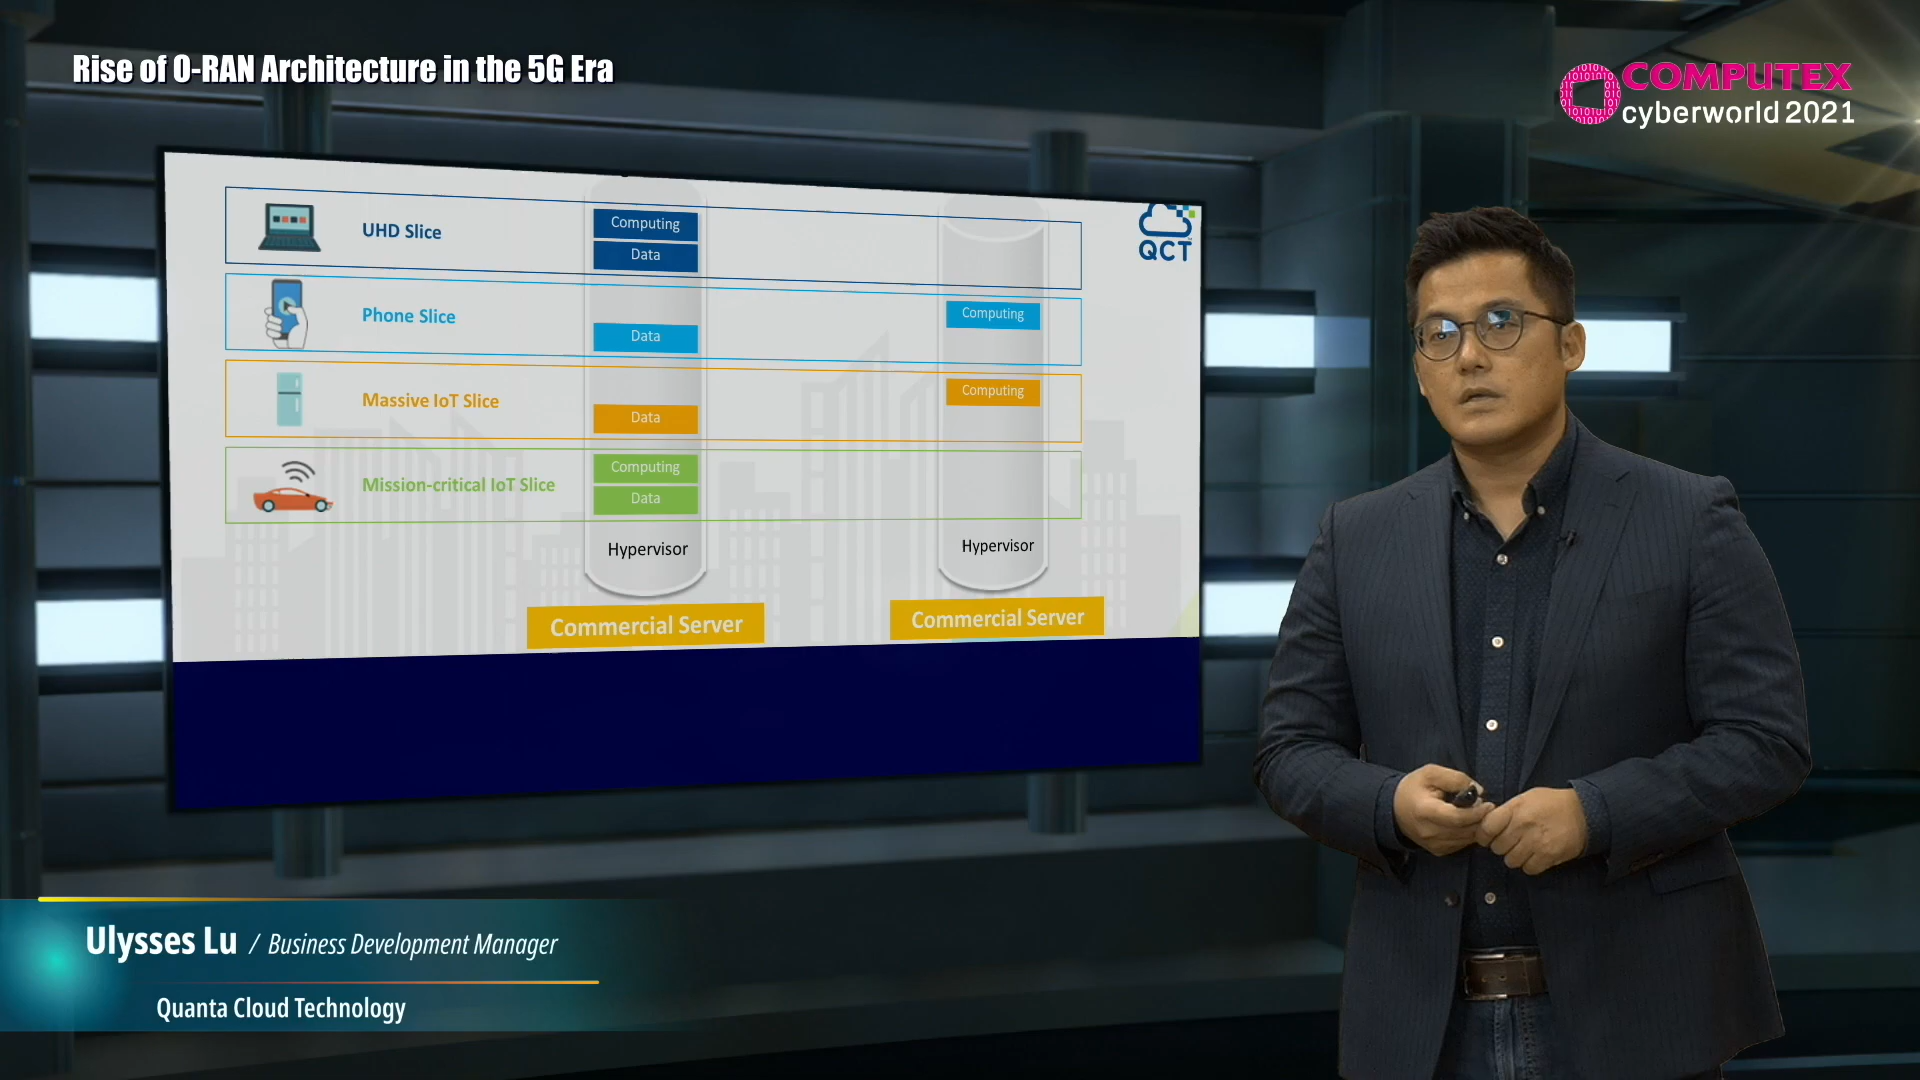 Rise of O-RAN Architecture in the 5G Era
COMPUTEX
cyberworld 2021
QCT
UHD Slice
Computing
Data
Phone Slice
Data
Computing
Massive IoT Slice
Data
Computing
Mission-critical IoT Slice
Computing
Data
Hypervisor
Hypervisor
Commercial Server
Commercial Server
Ulysses Lu / Business Development Manager
Quanta Cloud Technology